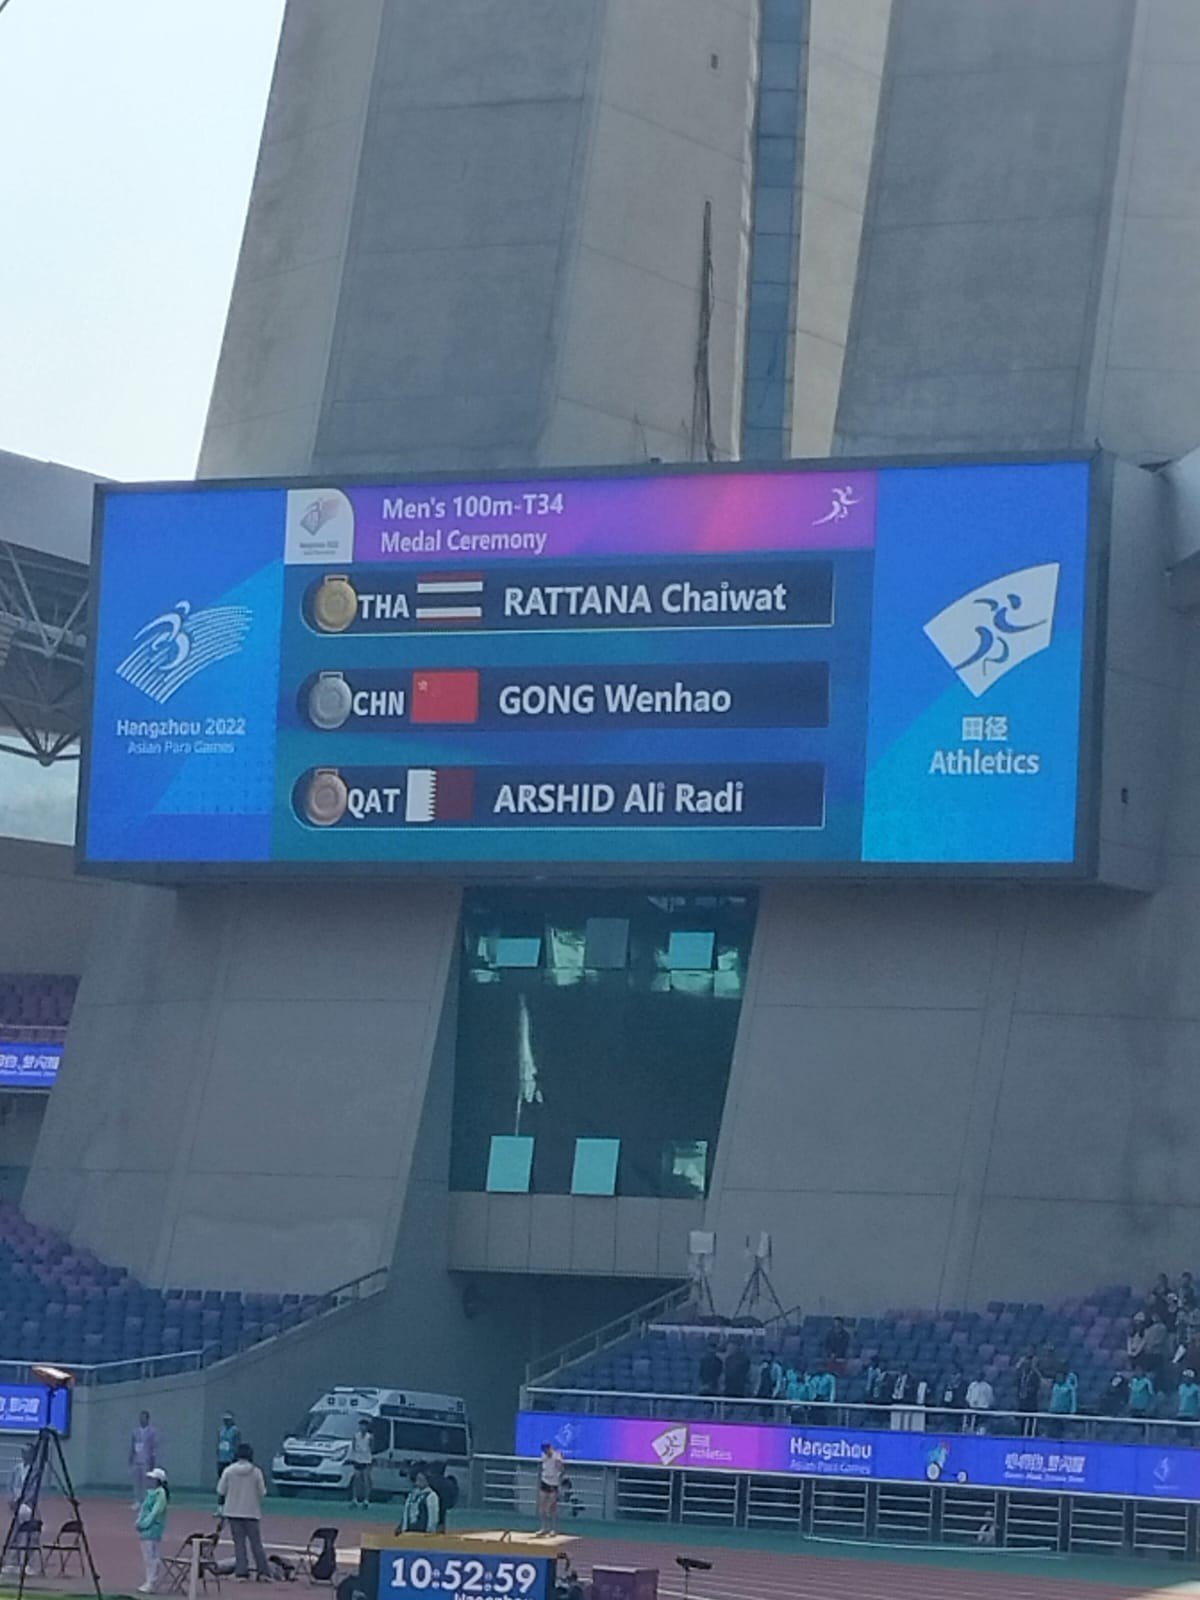 Men's 100m-T34
Medal Ceremony
THA RATTANA Chaiwat
CHN GONG Wenhao
QAT ARSHID Ali Radi
Hangzhou 2022
Asian Para Games
田径
Athletics
Athletics
Hangzhou
Asian Para Games
10:52:59